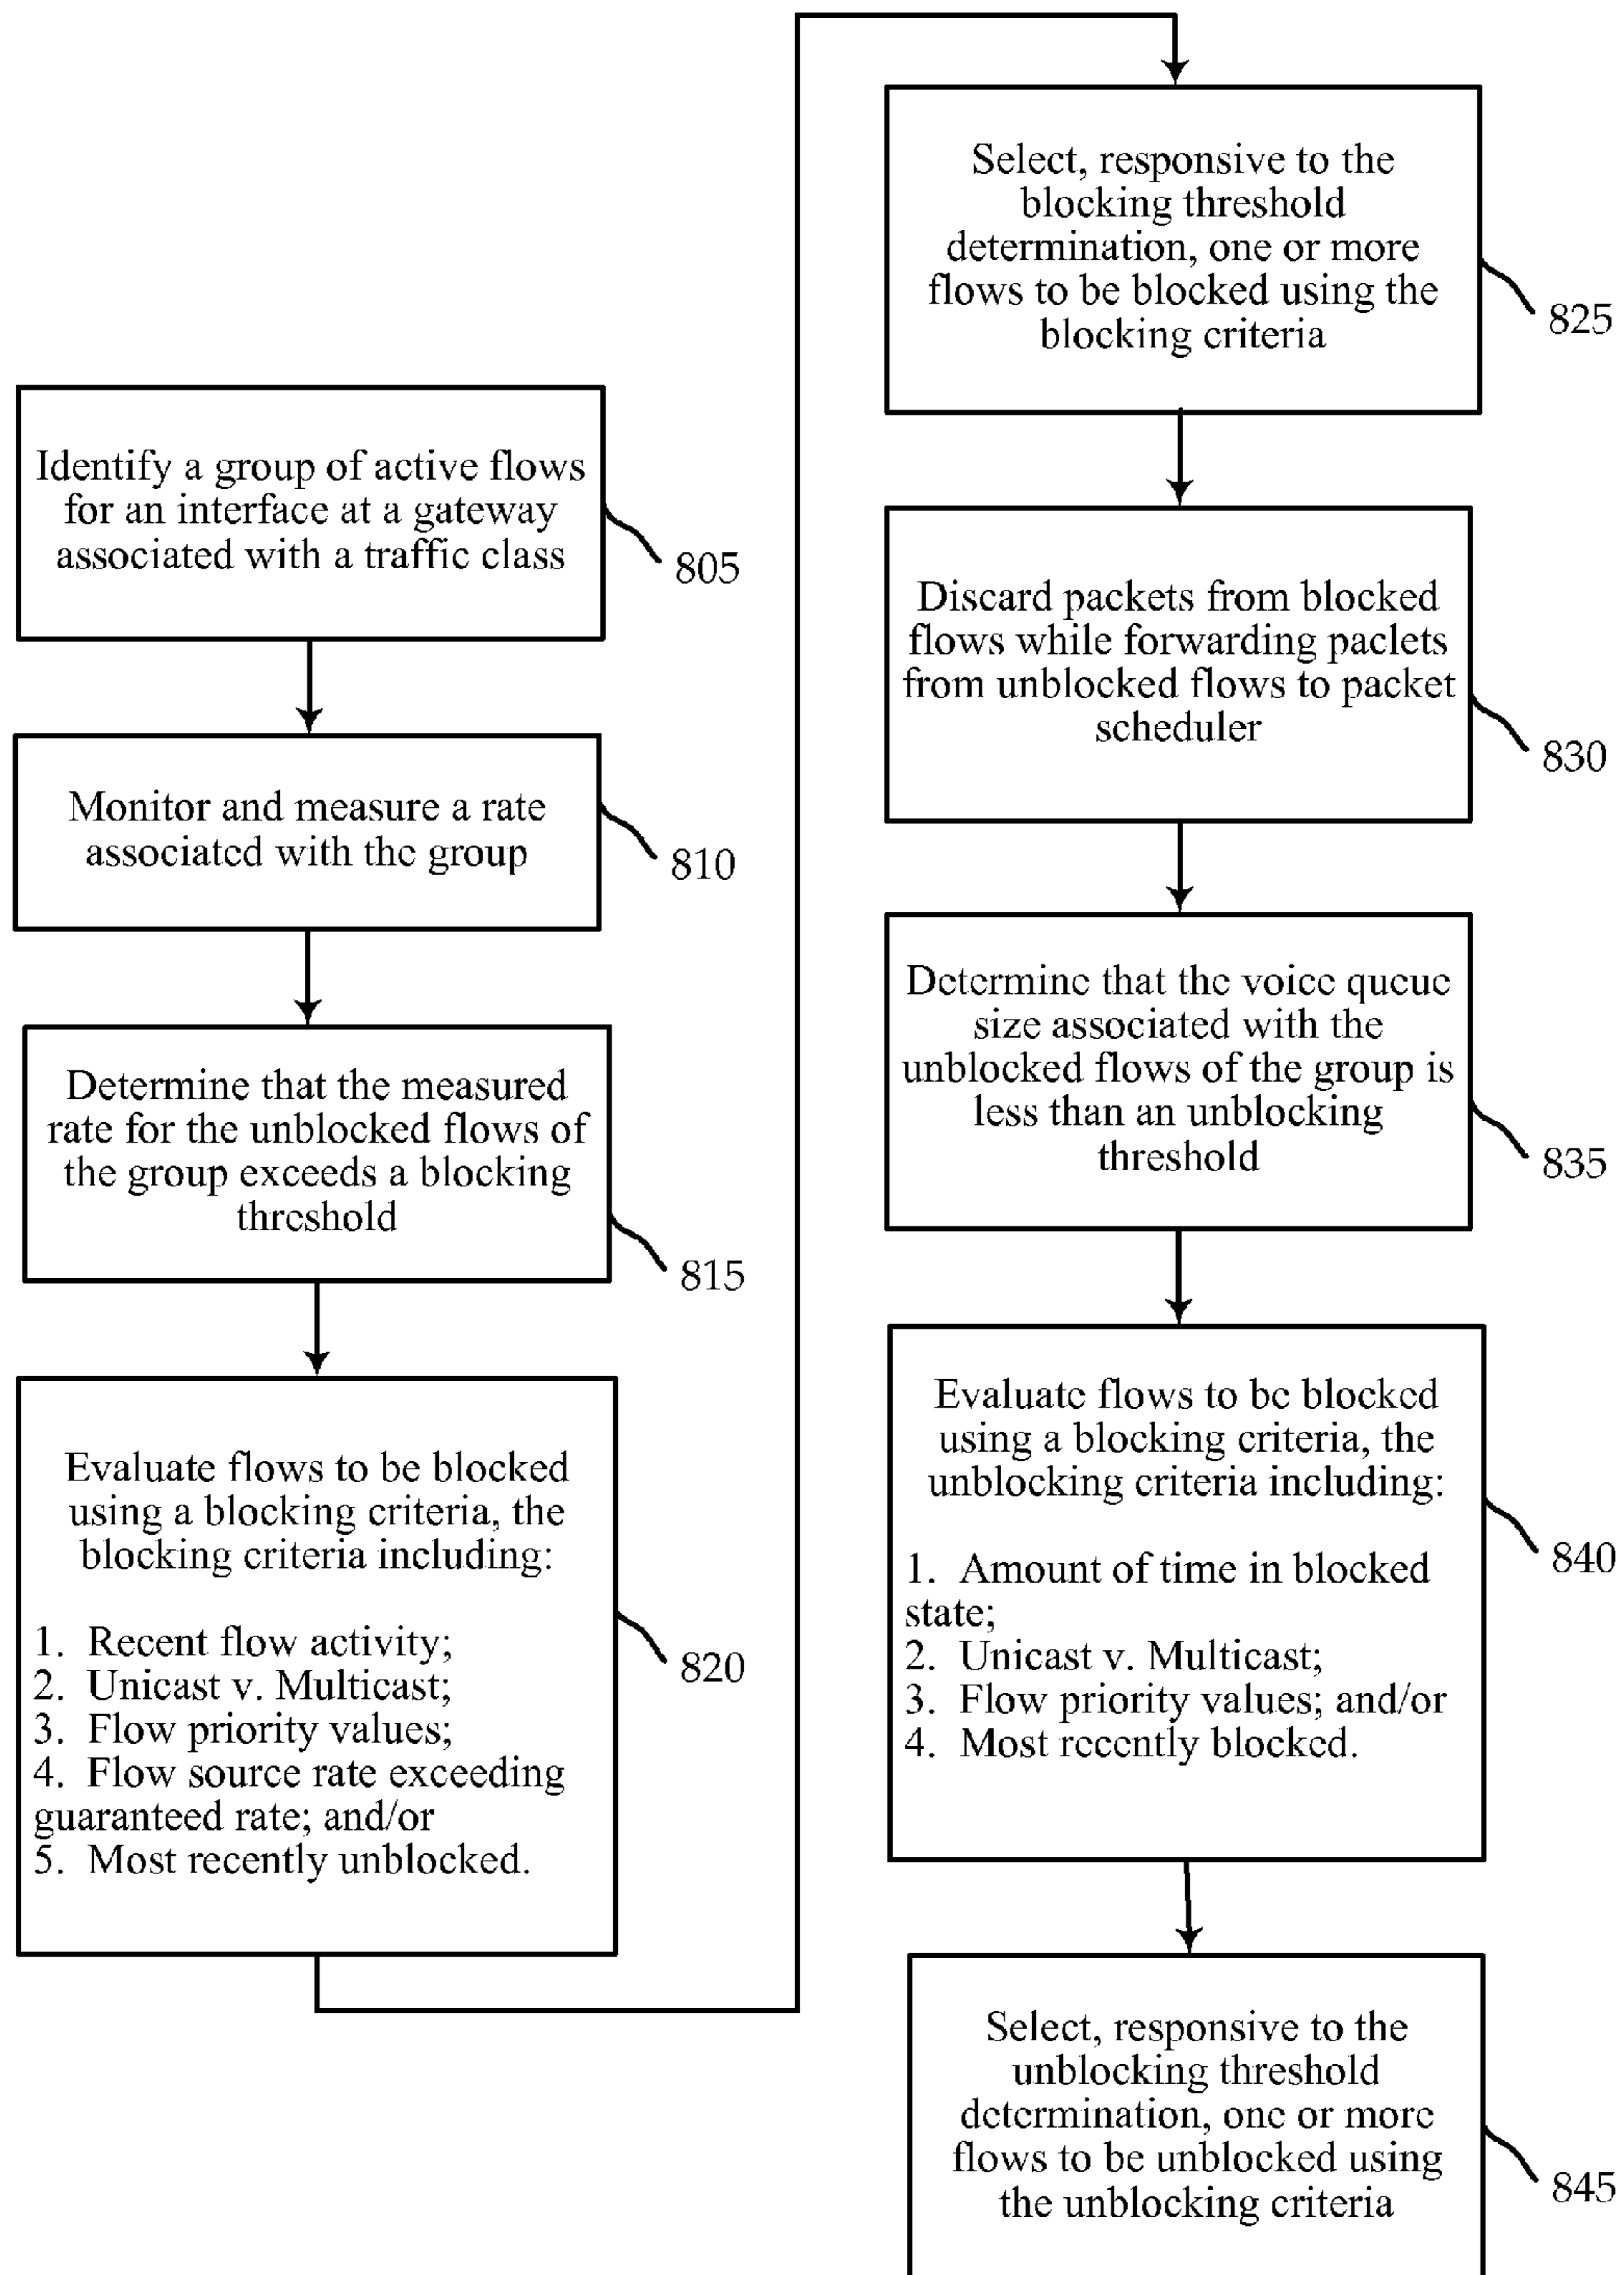 Identify a group of active flows
for an interface at a gateway
associated with a traffic class
805
Monitor and measure a rate
associated with the group
810
Determine that the measured
rate for the unblocked flows of
the group exceeds a blocking
threshold
815
Evaluate flows to be blocked
using a blocking criteria, the
blocking criteria including:
1. Recent flow activity;
2. Unicast v. Multicast;
3. Flow priority values;
4. Flow source rate exceeding
guaranteed rate; and/or
5. Most recently unblocked.
820
Select, responsive to the
blocking threshold
determination, one or more
flows to be blocked using the
blocking criteria
825
Discard packets from blocked
flows while forwarding paclets
from unblocked flows to packet
scheduler
830
Determine that the voice queue
size associated with the
unblocked flows of the group is
less than an unblocking
threshold
835
Evaluate flows to be blocked
using a blocking criteria, the
unblocking criteria including:
1. Amount of time in blocked
state;
2. Unicast v. Multicast;
3. Flow priority values; and/or
4. Most recently blocked.
840
Select, responsive to the
unblocking threshold
determination, one or more
flows to be unblocked using
the unblocking criteria
845